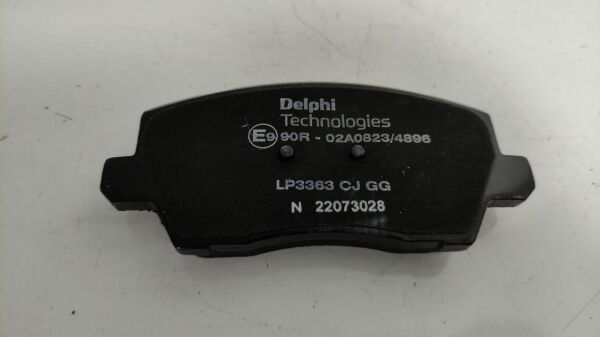 Delphi
Technologies
E9 90R - 02A0823/4896
LP3363 CJ GG
N 22073028